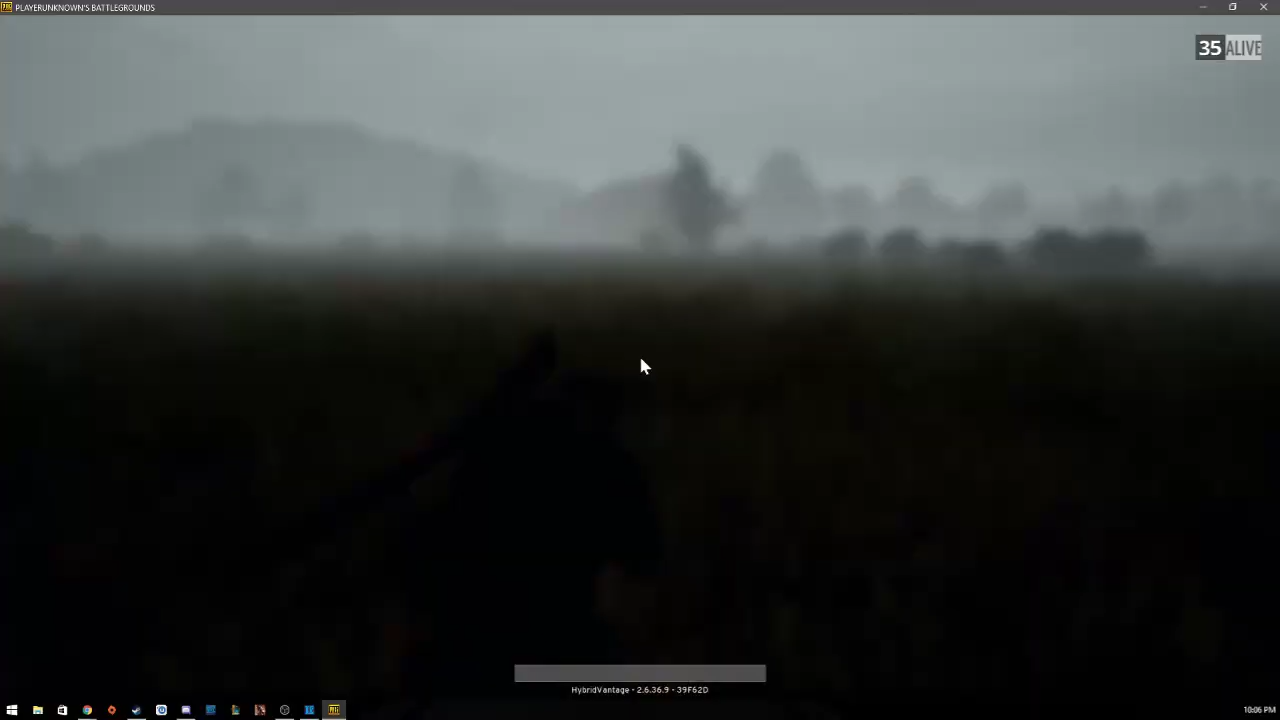 PLAYERUNKNOWN'S BATTLEGROUNDS
35 ALIVE
HybridVantage - 2.6.36.9 - 39F62D
10:06 PM